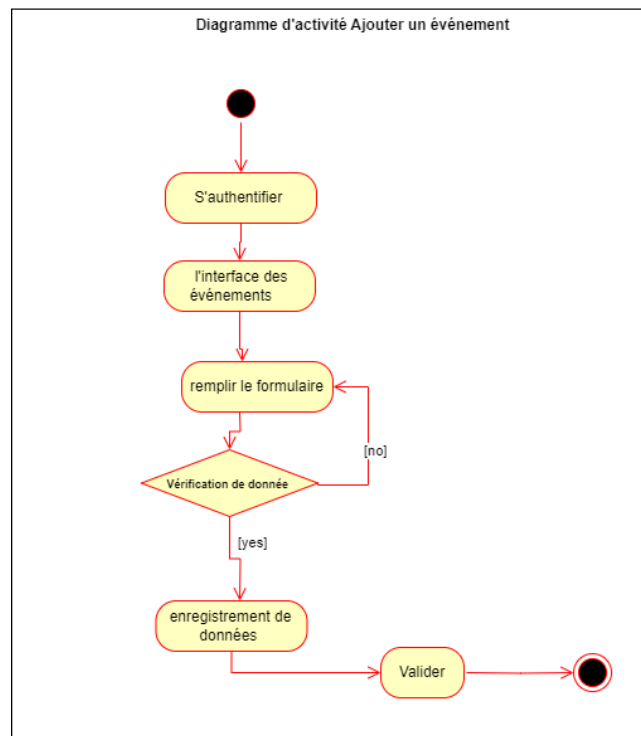 Diagramme d'activité Ajouter un événement
S'authentifier
l'interface des
événements
remplir le formulaire
[no]
Vérification de donnée
[yes]
enregistrement de
données
Valider